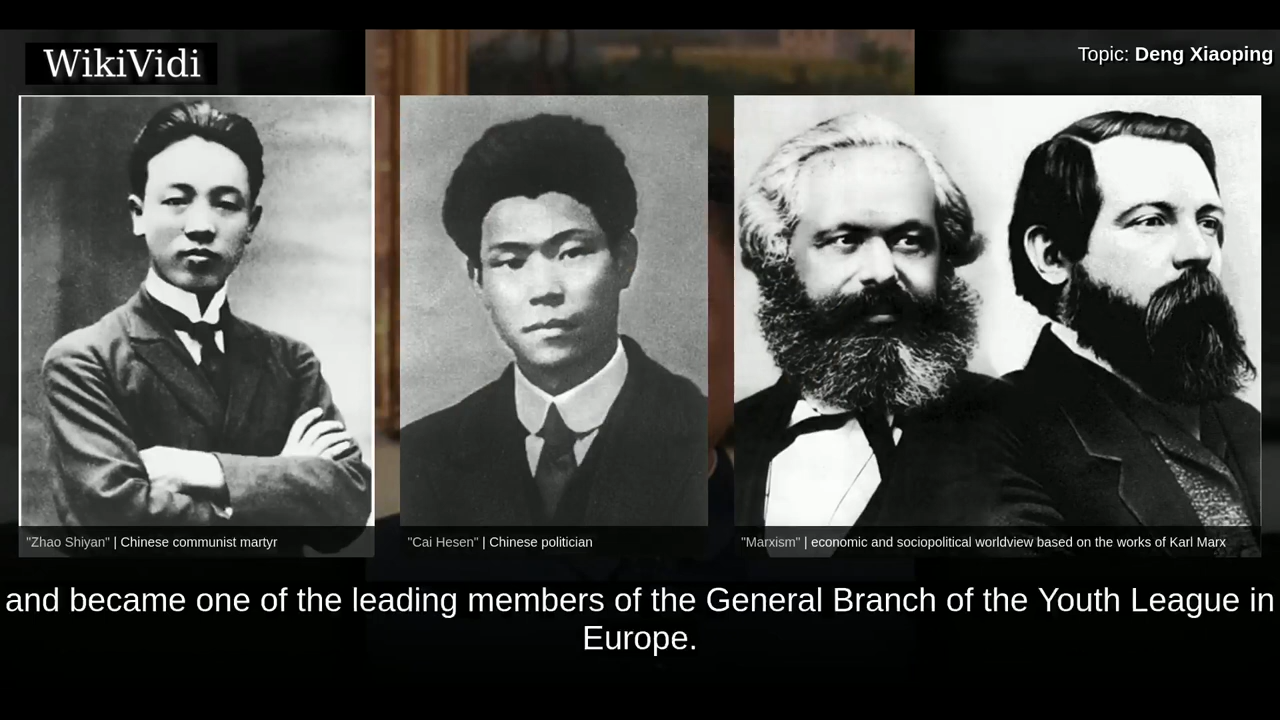 WikiVidi
Topic: Deng Xiaoping
"Zhao Shiyan" | Chinese communist martyr
"Cai Hesen" | Chinese politician
"Marxism" | economic and sociopolitical worldview based on the works of Karl Marx
and became one of the leading members of the General Branch of the Youth League in
Europe.